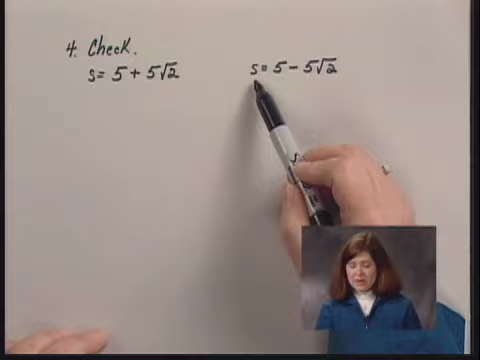 4. Check.
s = 5 + 5√2
s = 5 - 5√2